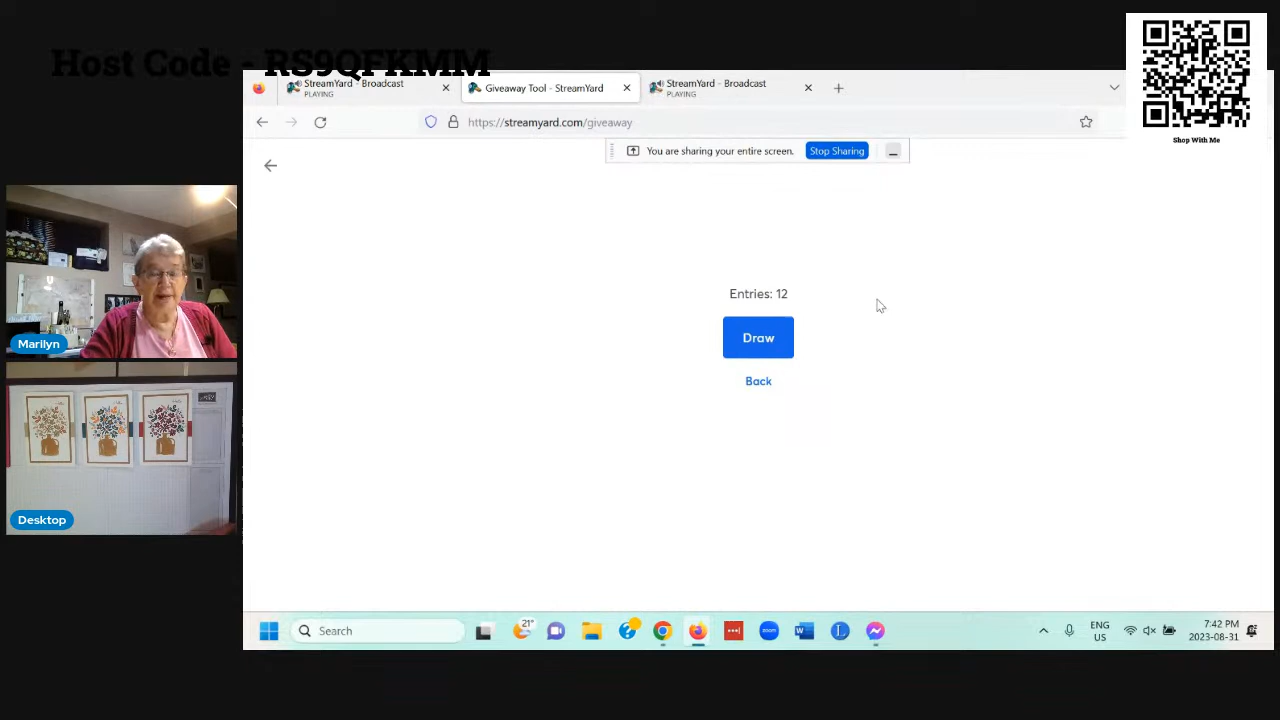 Host Code - RS9QFKMM
Shop With Me
StreamYard - Broadcast
PLAYING
Giveaway Tool - StreamYard
StreamYard - Broadcast
PLAYING
https://streamyard.com/giveaway
You are sharing your entire screen.
Stop Sharing
Entries: 12
Draw
Back
Marilyn
Desktop
Search
21°
zoom
ENG
US
7:42 PM
2023-08-31